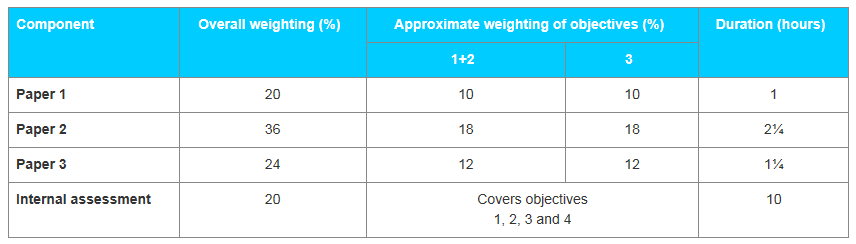 Component Overall weighting (%) Approximate weighting of objectives (%) Duration (hours)
1+2 3
Paper 1 20 10 10 1
Paper 2 36 18 18 2¼
Paper 3 24 12 12 1¼
Internal assessment 20 Covers objectives 10
1, 2, 3 and 4